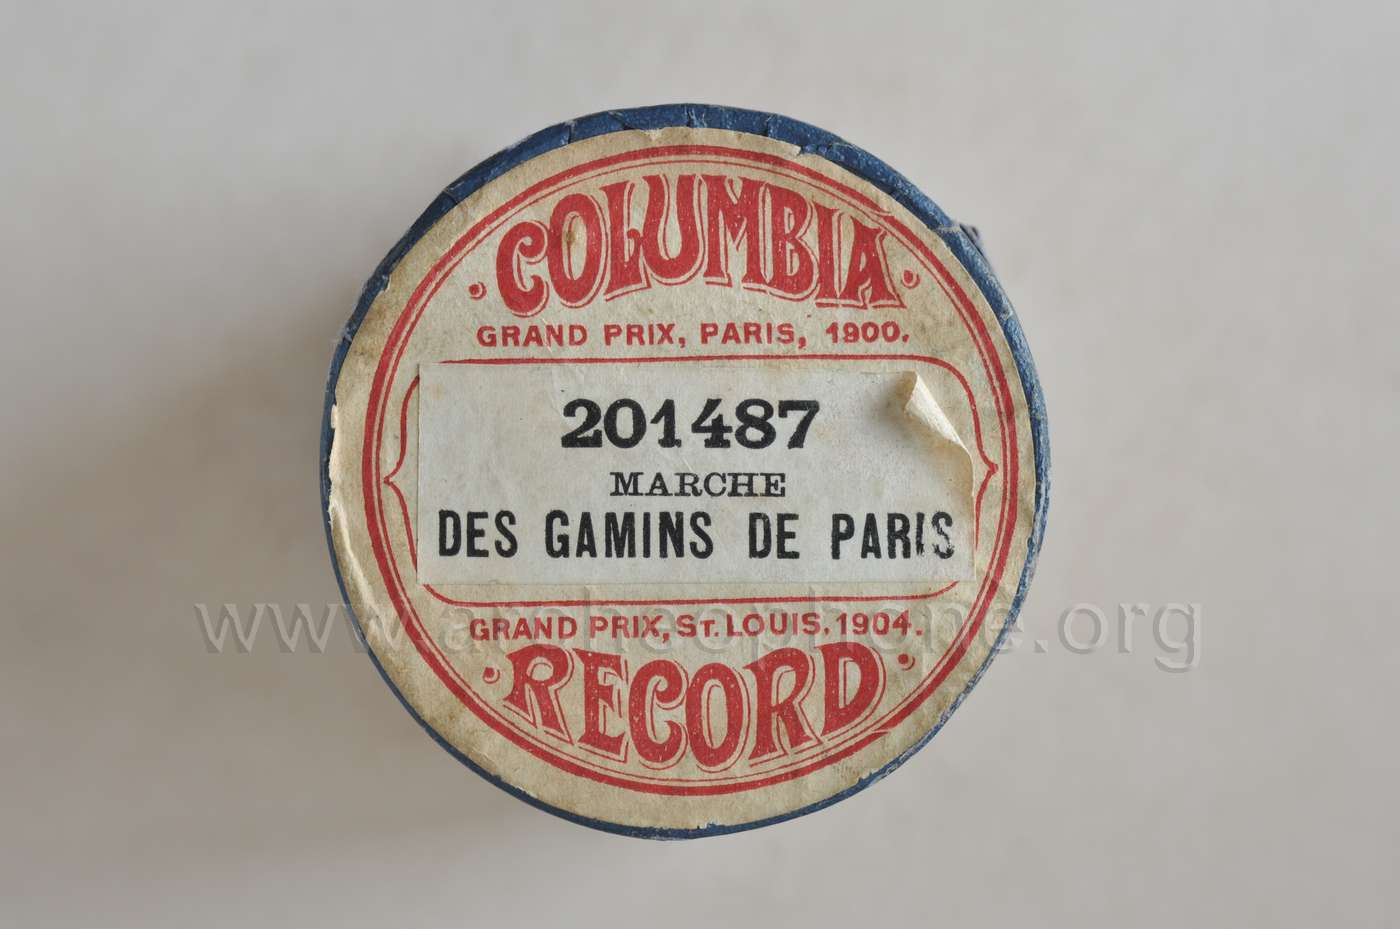 COLUMBIA
GRAND PRIX, PARIS, 1900.
201487
MARCHE
DES GAMINS DE PARIS
www.archeophone.org
GRAND PRIX, ST. LOUIS. 1904.
RECORD